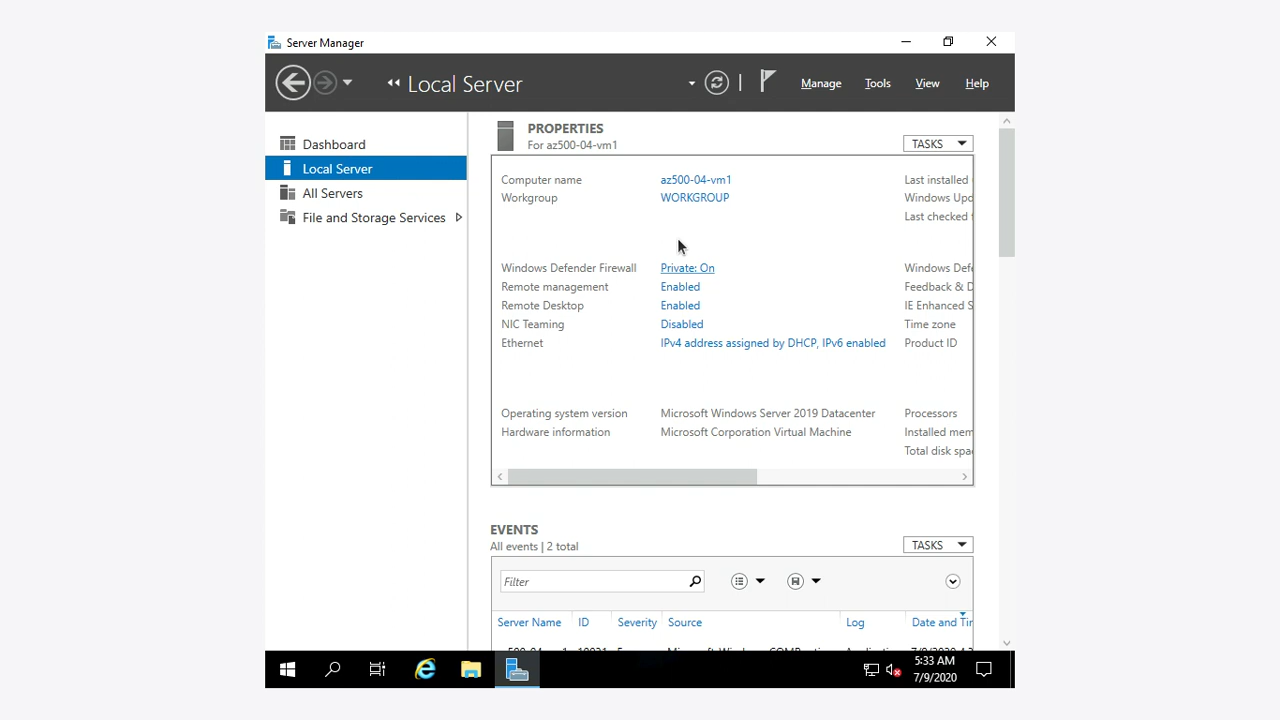 Server Manager
Local Server
Manage Tools View Help
Dashboard
Local Server
All Servers
File and Storage Services
PROPERTIES
For az500-04-vm1
TASKS
Computer name az500-04-vm1 Last installed
Workgroup WORKGROUP Windows Upd
Last checked
Windows Defender Firewall Private: On Windows Defe
Remote management Enabled Feedback & D
Remote Desktop Enabled IE Enhanced S
NIC Teaming Disabled Time zone
Ethernet IPv4 address assigned by DHCP, IPv6 enabled Product ID
Operating system version Microsoft Windows Server 2019 Datacenter Processors
Hardware information Microsoft Corporation Virtual Machine Installed mem
Total disk spa
EVENTS
All events | 2 total
TASKS
Filter
Server Name ID Severity Source Log Date and Tin
5:33 AM
7/9/2020